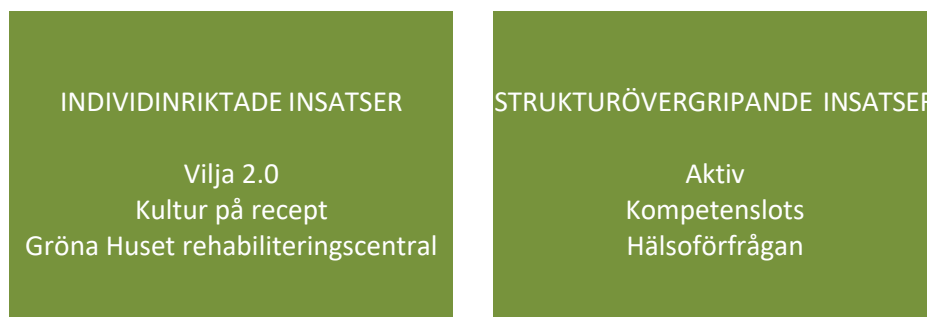 INDIVIDINRIKTADE INSATSER
Vilja 2.0
Kultur på recept
Gröna Huset rehabiliteringscentral
STRUKTURÖVERGRIPANDE INSATSER
Aktiv
Kompetenslots
Hälsoförfrågan